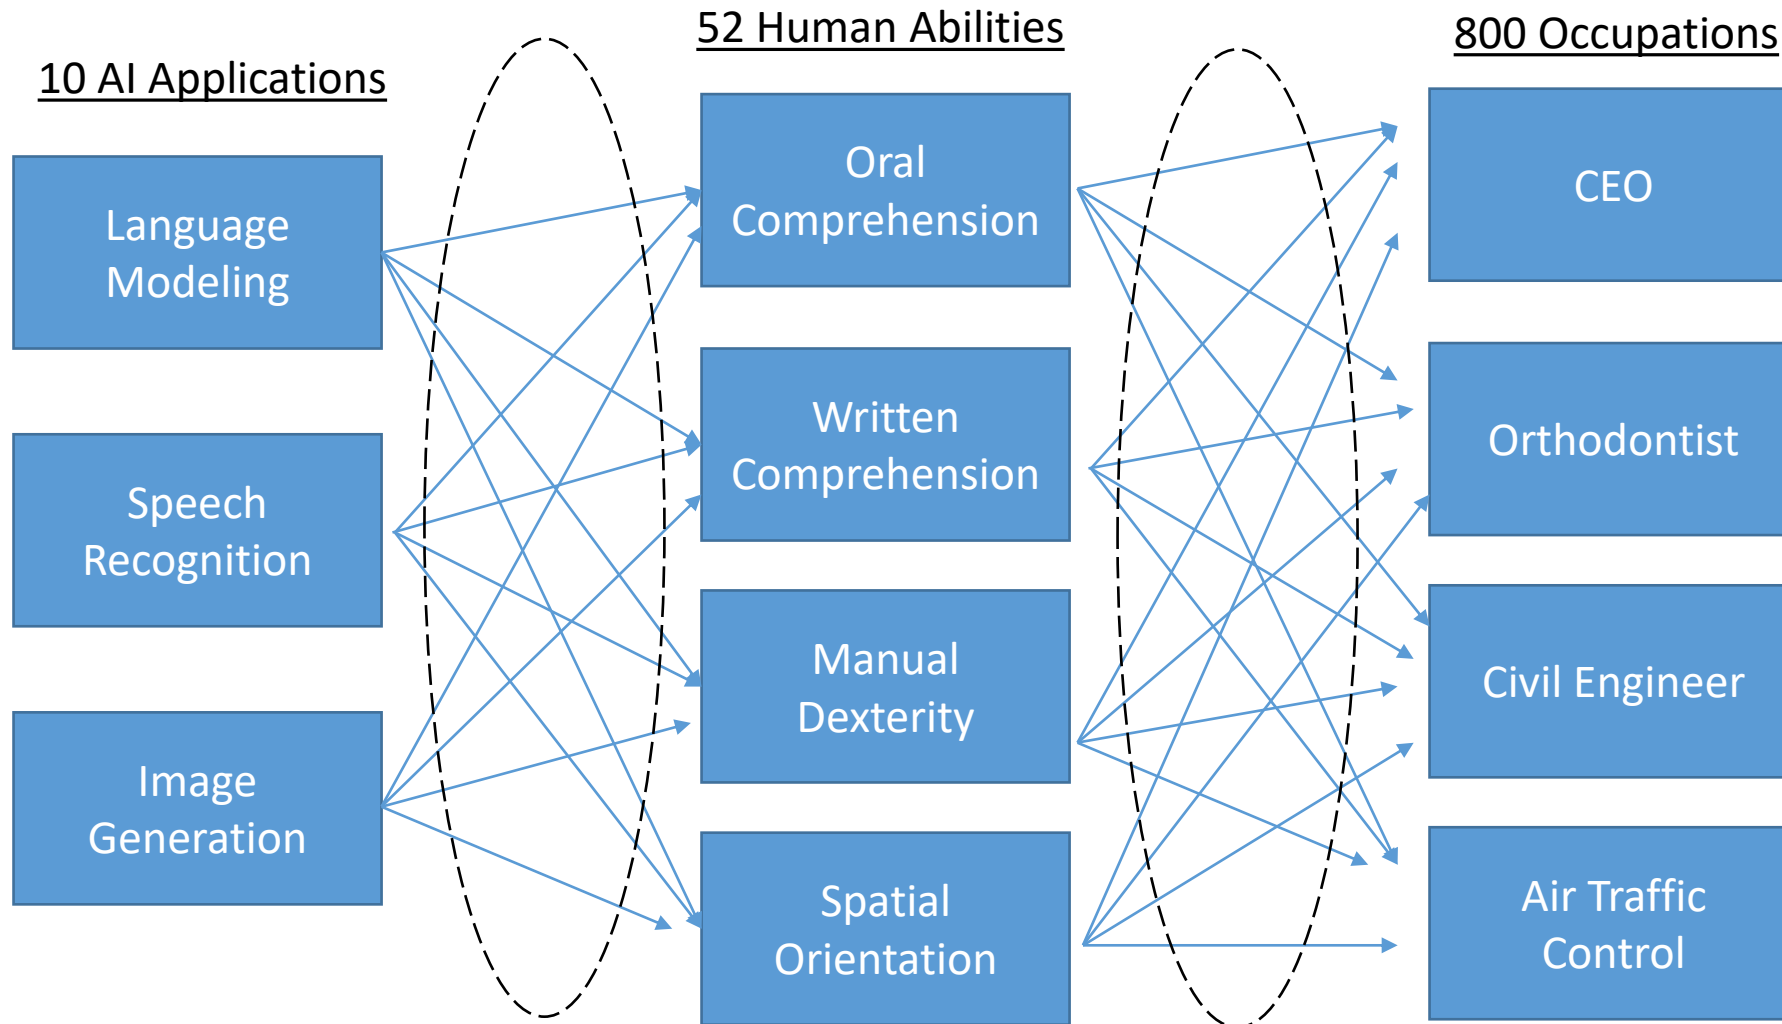 10 AI Applications
Language
Modeling
Speech
Recognition
Image
Generation
52 Human Abilities
Oral
Comprehension
Written
Comprehension
Manual
Dexterity
Spatial
Orientation
800 Occupations
CEO
Orthodontist
Civil Engineer
Air Traffic
Control